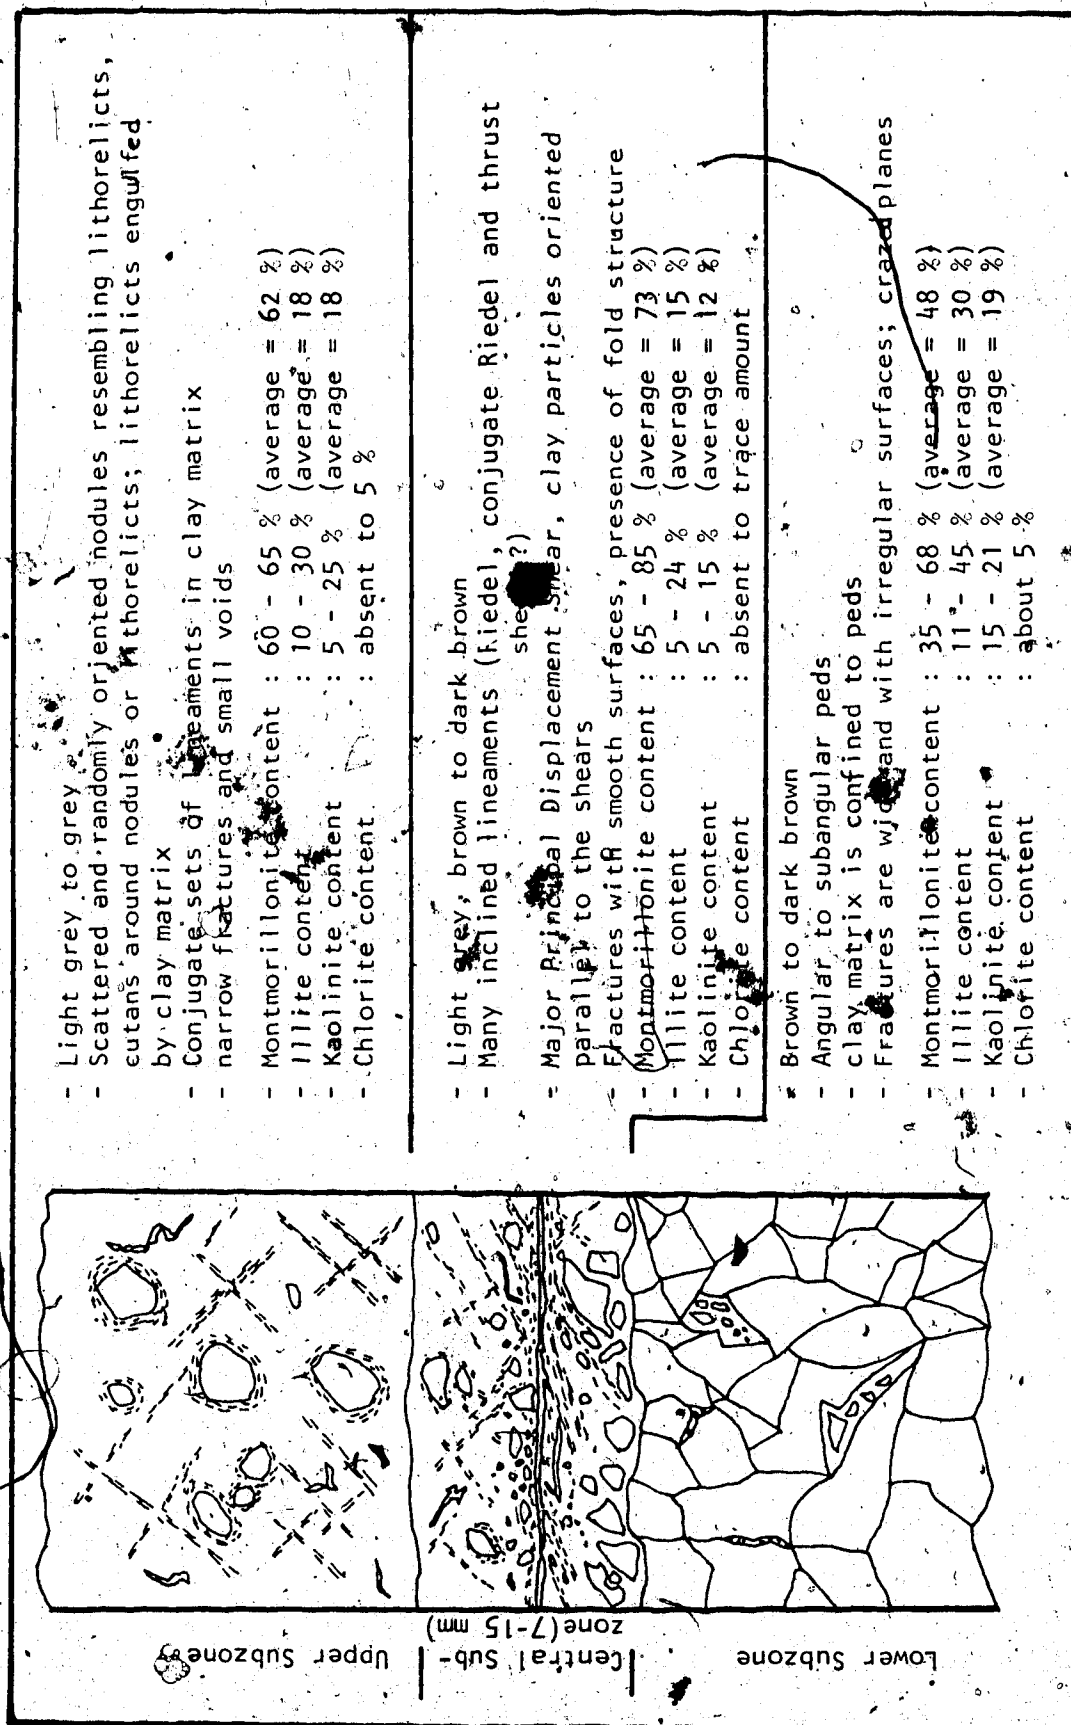 Upper Subzone
- Light grey to grey
- Scattered and randomly oriented nodules resembling lithorelicts,
cutans around nodules or lithorelicts; lithorelicts engulfed
by clay matrix
- Conjugate sets of lineaments in clay matrix
- narrow fractures and small voids
- Montmorillonite content : 60 - 65 % (average = 62 %)
- Illite content : 10 - 30 % (average = 18 %)
- Kaolinite content : 5 - 25 % (average = 18 %)
- Chlorite content : absent to 5 %
Central Sub-
zone (7-15 mm)
- Light grey, brown to dark brown
- Many inclined lineaments (Riedel, conjugate Riedel and thrust
shear ?)
- Major Principal Displacement Shear, clay particles oriented
parallel to the shears
- Fractures with smooth surfaces, presence of fold structure
- Montmorillonite content : 65 - 85 % (average = 73 %)
- Illite content : 5 - 24 % (average = 15 %)
- Kaolinite content : 5 - 15 % (average = 12 %)
- Chlorite content : absent to trace amount
Lower Subzone
- Brown to dark brown
- Angular to subangular peds
- clay matrix is confined to peds
- Fractures are wide and with irregular surfaces; crazed planes
- Montmorillonite content : 35 - 68 % (average = 48 %)
- Illite content : 11 - 45 % (average = 30 %)
- Kaolinite content : 15 - 21 % (average = 19 %)
- Chlorite content : about 5 %